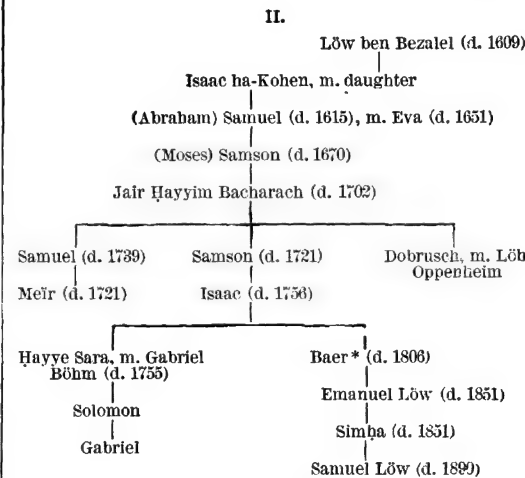 II.
Löw ben Bezalel (d. 1609)
Isaac ha-Kohen, m. daughter
(Abraham) Samuel (d. 1615), m. Eva (d. 1651)
(Moses) Samson (d. 1670)
Jair Ḥayyim Bacharach (d. 1702)
Samuel (d. 1739) Samson (d. 1721) Dobrusch, m. Löb
Oppenheim
Meïr (d. 1721) Isaac (d. 1756)
Ḥayye Sara, m. Gabriel Baer * (d. 1806)
Böhm (d. 1755)
Emanuel Löw (d. 1851)
Solomon
Simḥa (d. 1851)
Gabriel
Samuel Löw (d. 1899)